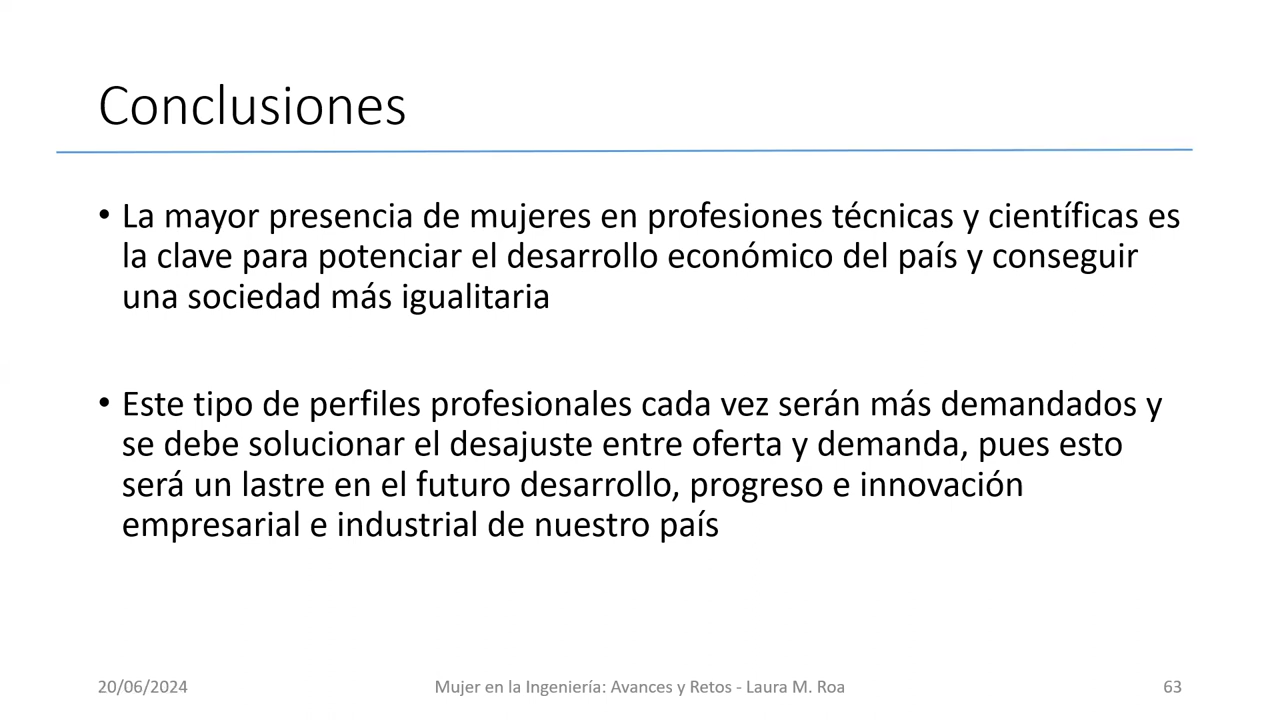 Conclusiones
• La mayor presencia de mujeres en profesiones técnicas y científicas es
la clave para potenciar el desarrollo económico del país y conseguir
una sociedad más igualitaria
• Este tipo de perfiles profesionales cada vez serán más demandados y
se debe solucionar el desajuste entre oferta y demanda, pues esto
será un lastre en el futuro desarrollo, progreso e innovación
empresarial e industrial de nuestro país
20/06/2024
Mujer en la Ingeniería: Avances y Retos - Laura M. Roa
63